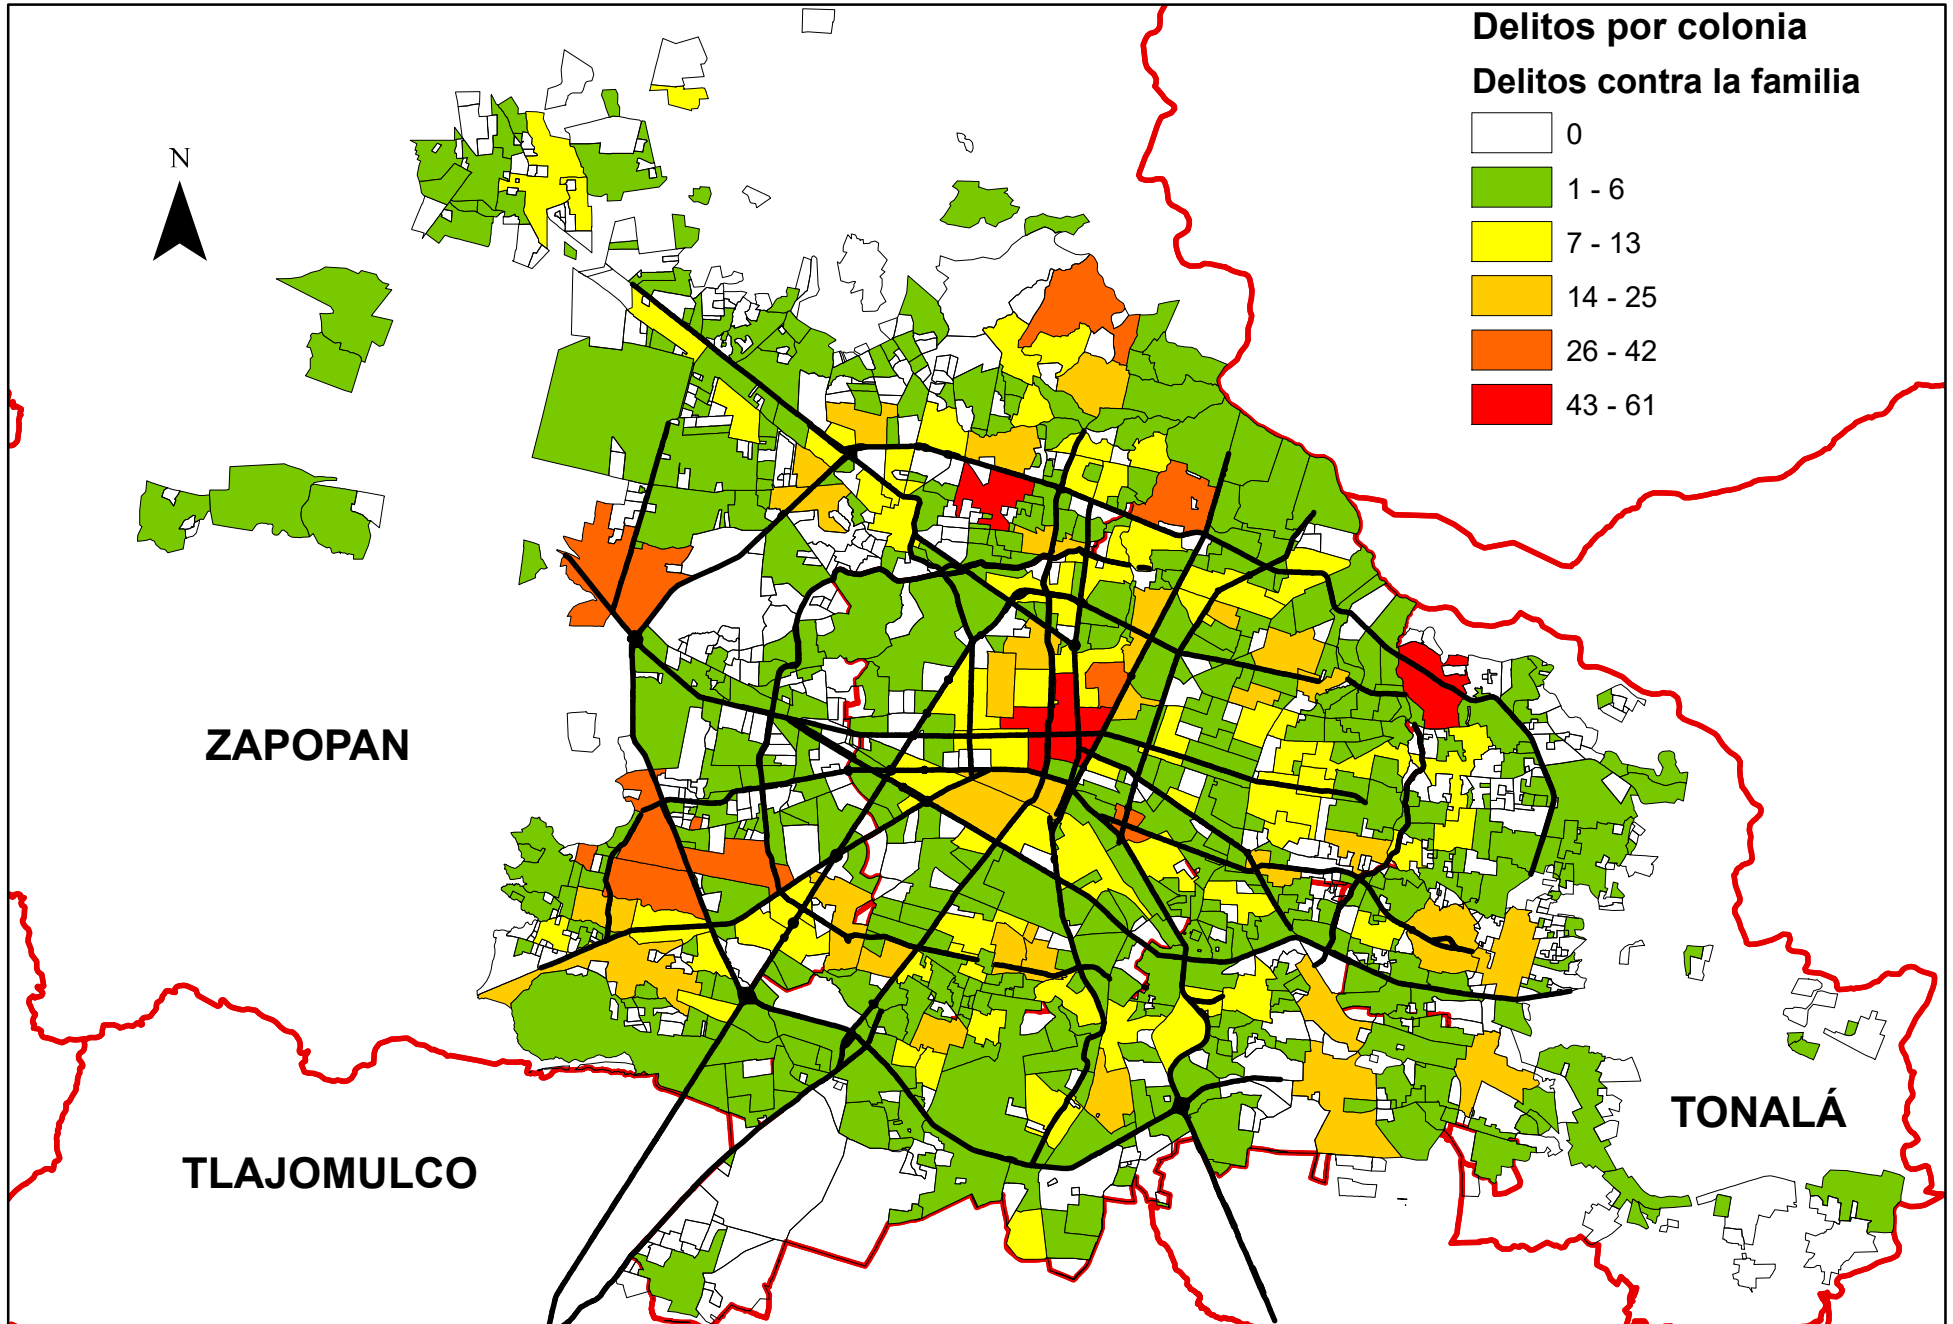 Delitos por colonia
Delitos contra la familia
0
1 - 6
7 - 13
14 - 25
26 - 42
43 - 61
N
ZAPOPAN
TONALÁ
TLAJOMULCO